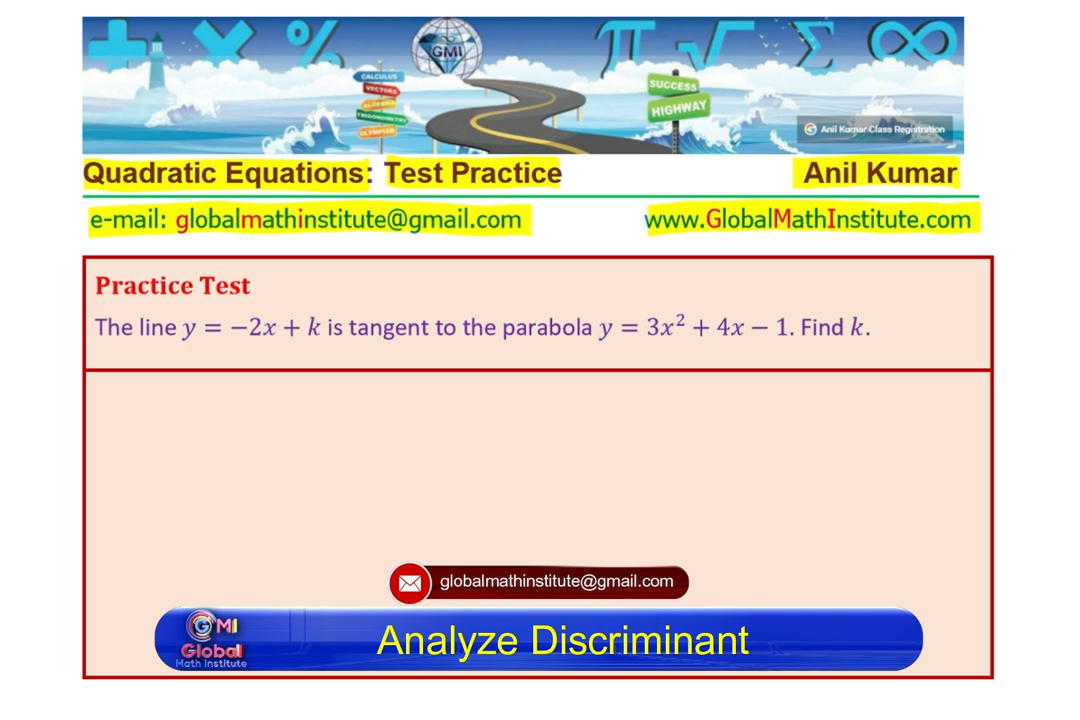 GMI
CALCULUS
VECTORS
ALGEBRA
TRIGONOMETRY
OLYMPIAD
SUCCESS
HIGHWAY
Anil Kumar Class Registration
Quadratic Equations: Test Practice Anil Kumar
e-mail: globalmathinstitute@gmail.com www.GlobalMathInstitute.com
Practice Test
The line y = −2x + k is tangent to the parabola y = 3x² + 4x − 1. Find k.
globalmathinstitute@gmail.com
GMI
Global
Math Institute
Analyze Discriminant